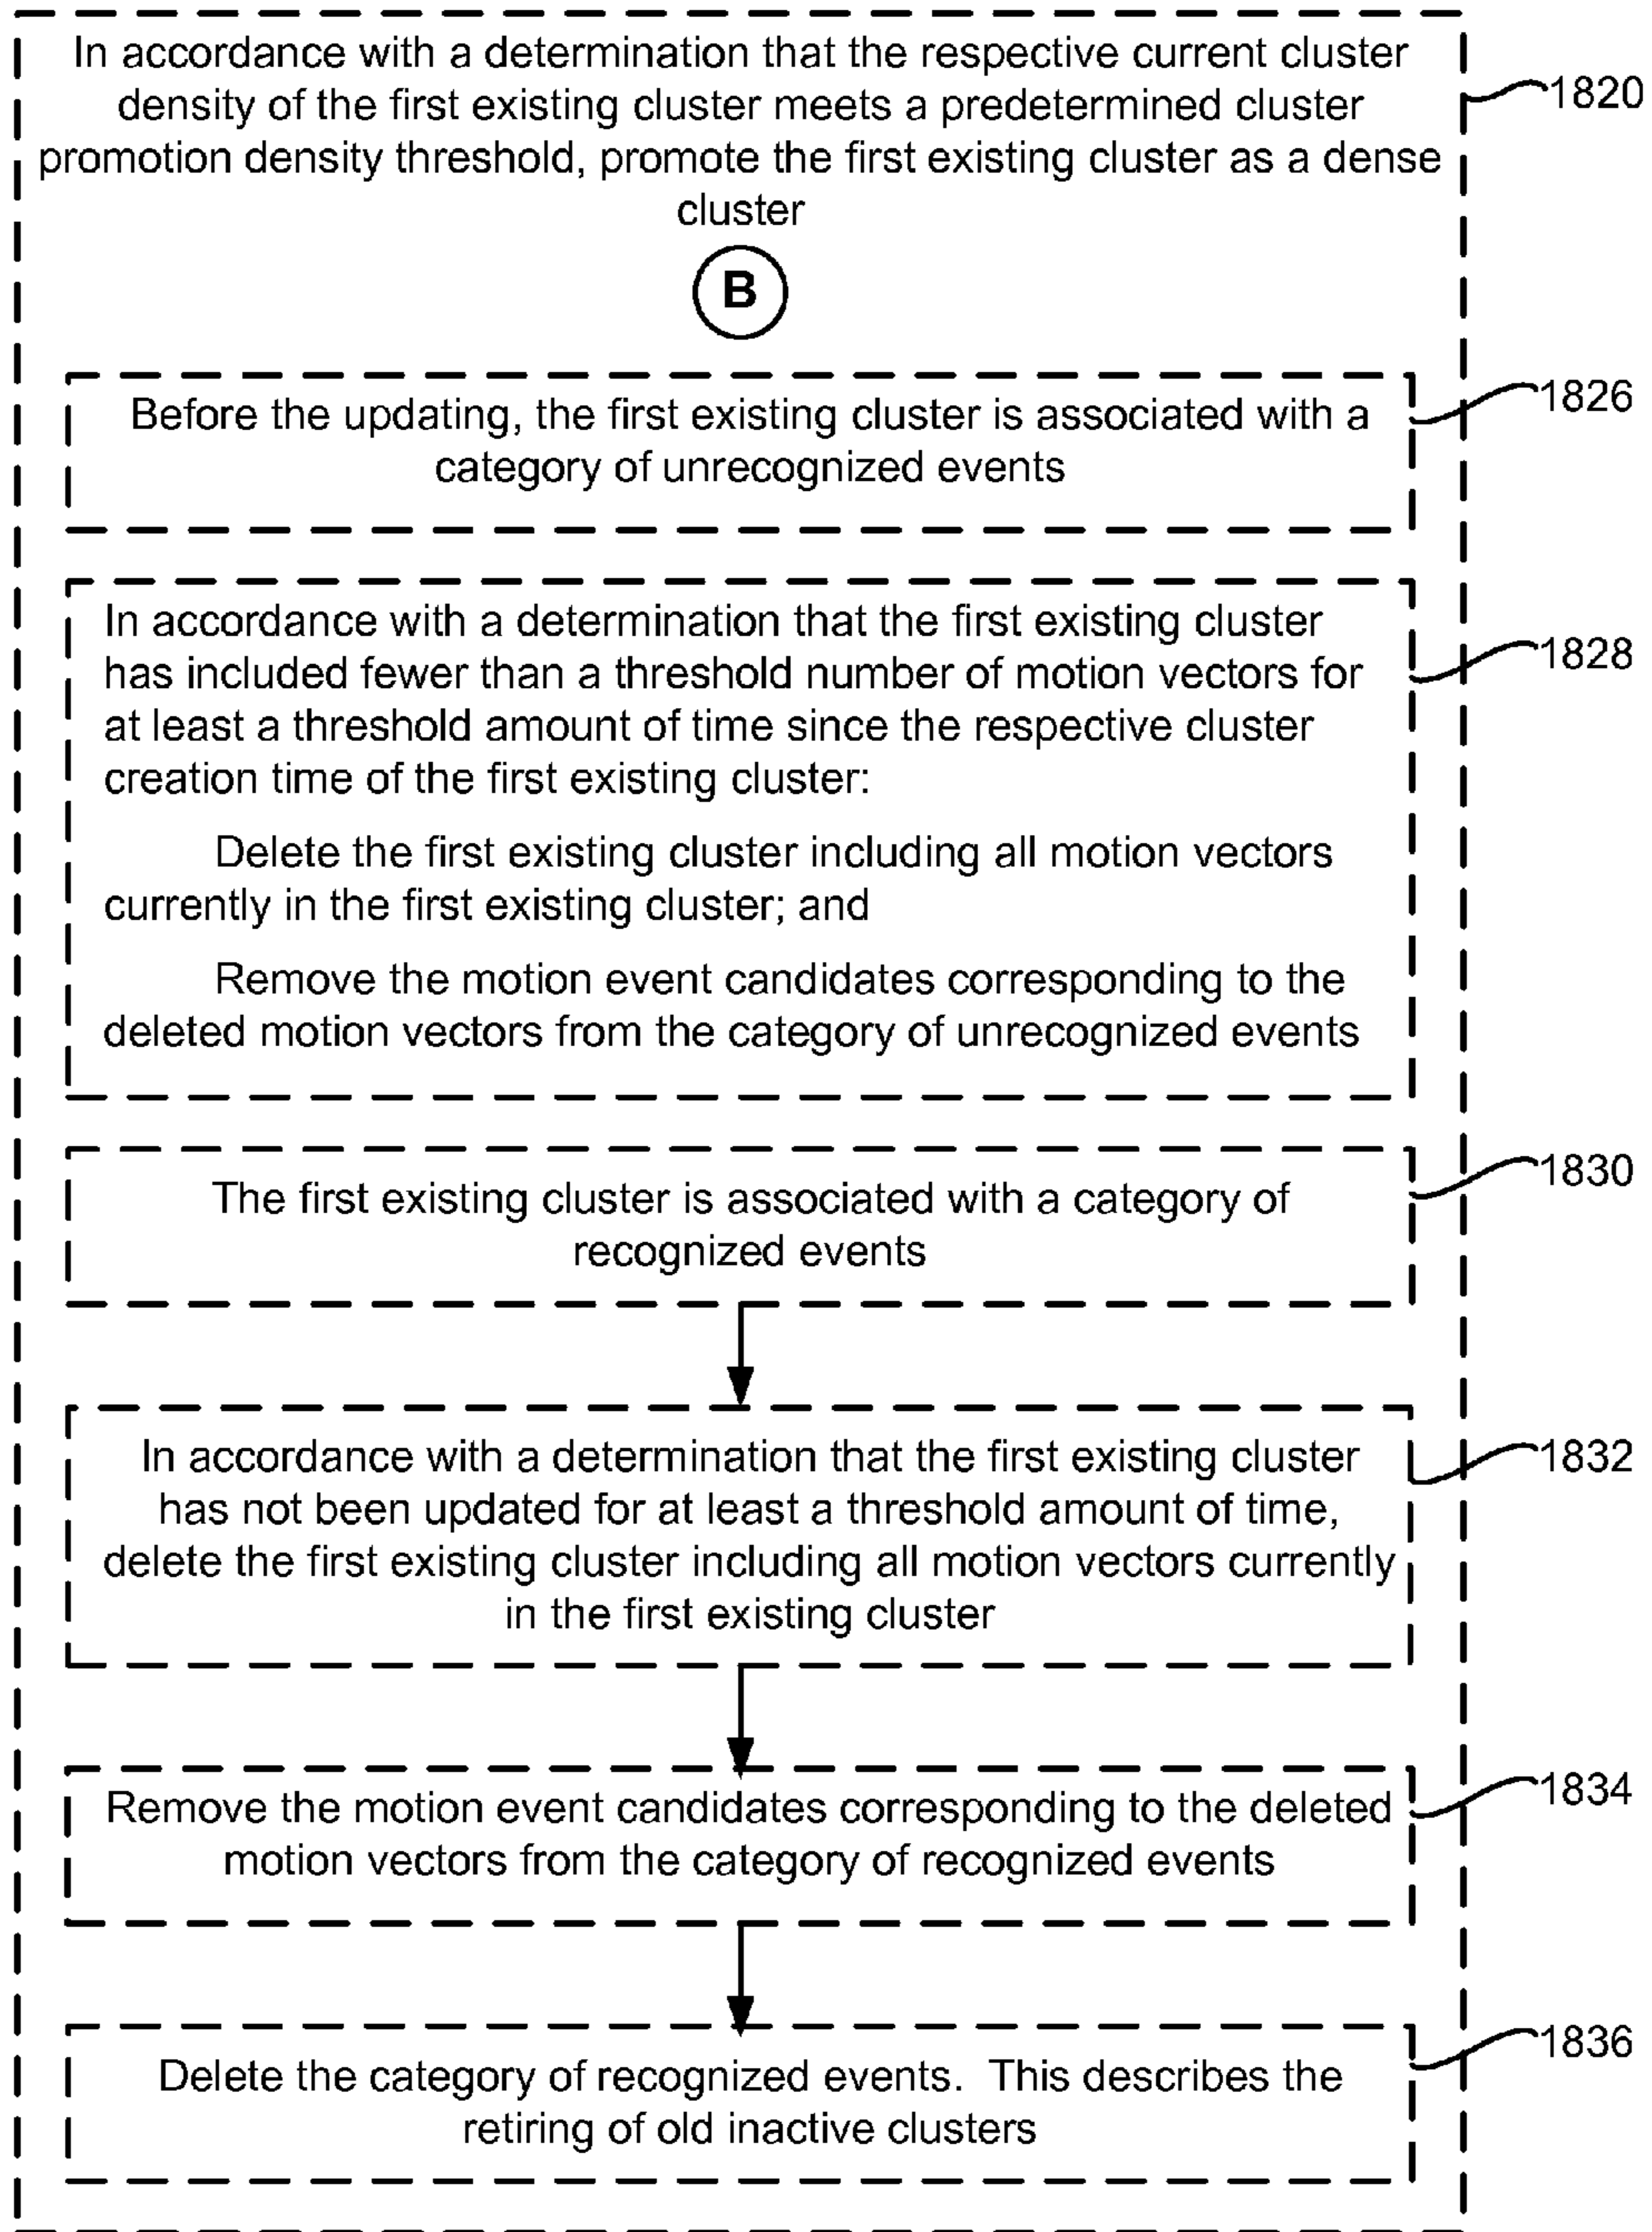 In accordance with a determination that the respective current cluster
density of the first existing cluster meets a predetermined cluster
promotion density threshold, promote the first existing cluster as a dense
cluster
1820
B
Before the updating, the first existing cluster is associated with a
category of unrecognized events
1826
In accordance with a determination that the first existing cluster
has included fewer than a threshold number of motion vectors for
at least a threshold amount of time since the respective cluster
creation time of the first existing cluster:
Delete the first existing cluster including all motion vectors
currently in the first existing cluster; and
Remove the motion event candidates corresponding to the
deleted motion vectors from the category of unrecognized events
1828
The first existing cluster is associated with a category of
recognized events
1830
In accordance with a determination that the first existing cluster
has not been updated for at least a threshold amount of time,
delete the first existing cluster including all motion vectors currently
in the first existing cluster
1832
Remove the motion event candidates corresponding to the deleted
motion vectors from the category of recognized events
1834
Delete the category of recognized events.  This describes the
retiring of old inactive clusters
1836